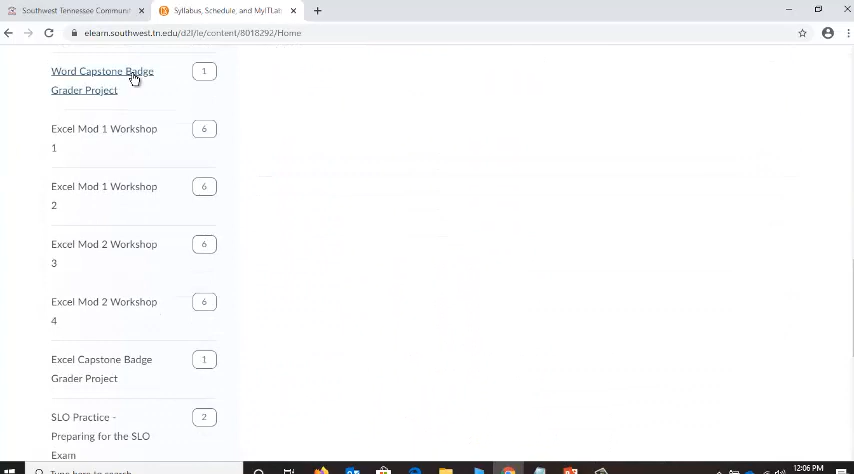 Southwest Tennessee Communi
Syllabus, Schedule, and MyITLab
elearn.southwest.tn.edu/d2l/le/content/8018292/Home
Word Capstone Badge
Grader Project
1
Excel Mod 1 Workshop
1
6
Excel Mod 1 Workshop
2
6
Excel Mod 2 Workshop
3
6
Excel Mod 2 Workshop
4
6
Excel Capstone Badge
Grader Project
1
SLO Practice -
Preparing for the SLO
Exam
2
Type here to search
12:06 PM